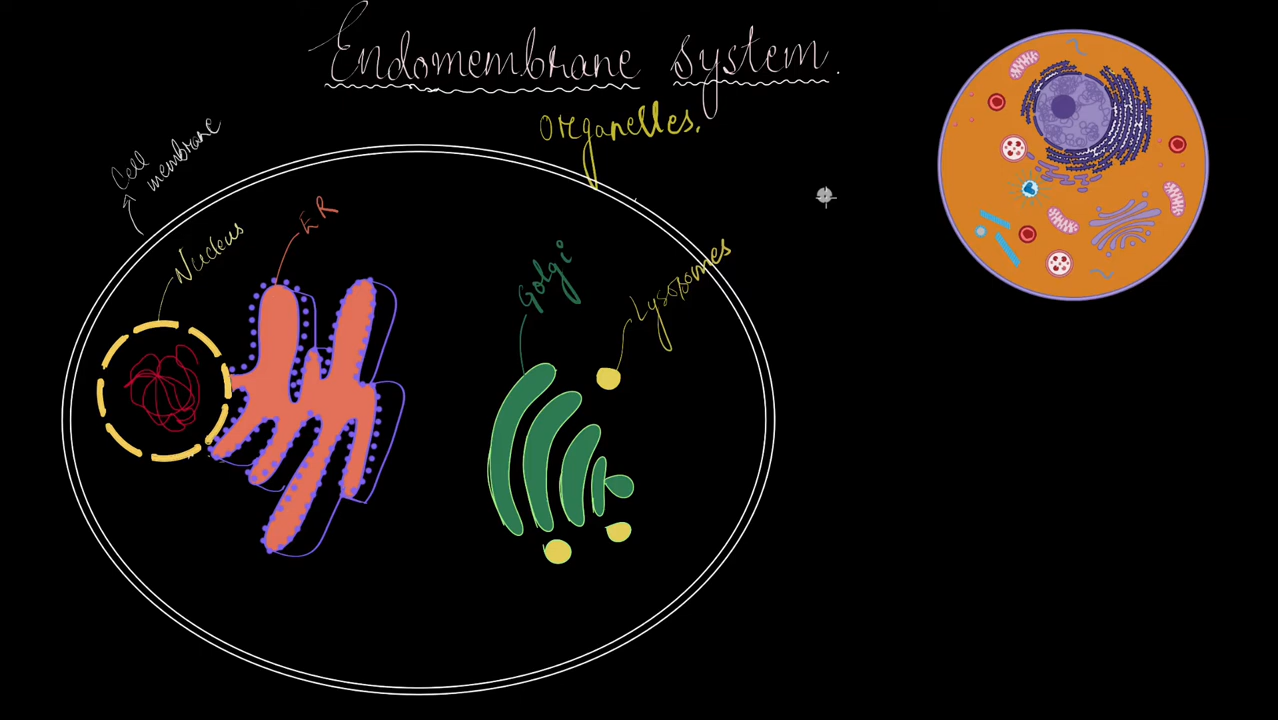 Endomembrane system.
Organelles.
Cell
membrane
Nucleus
ER
Golgi
Lysosomes